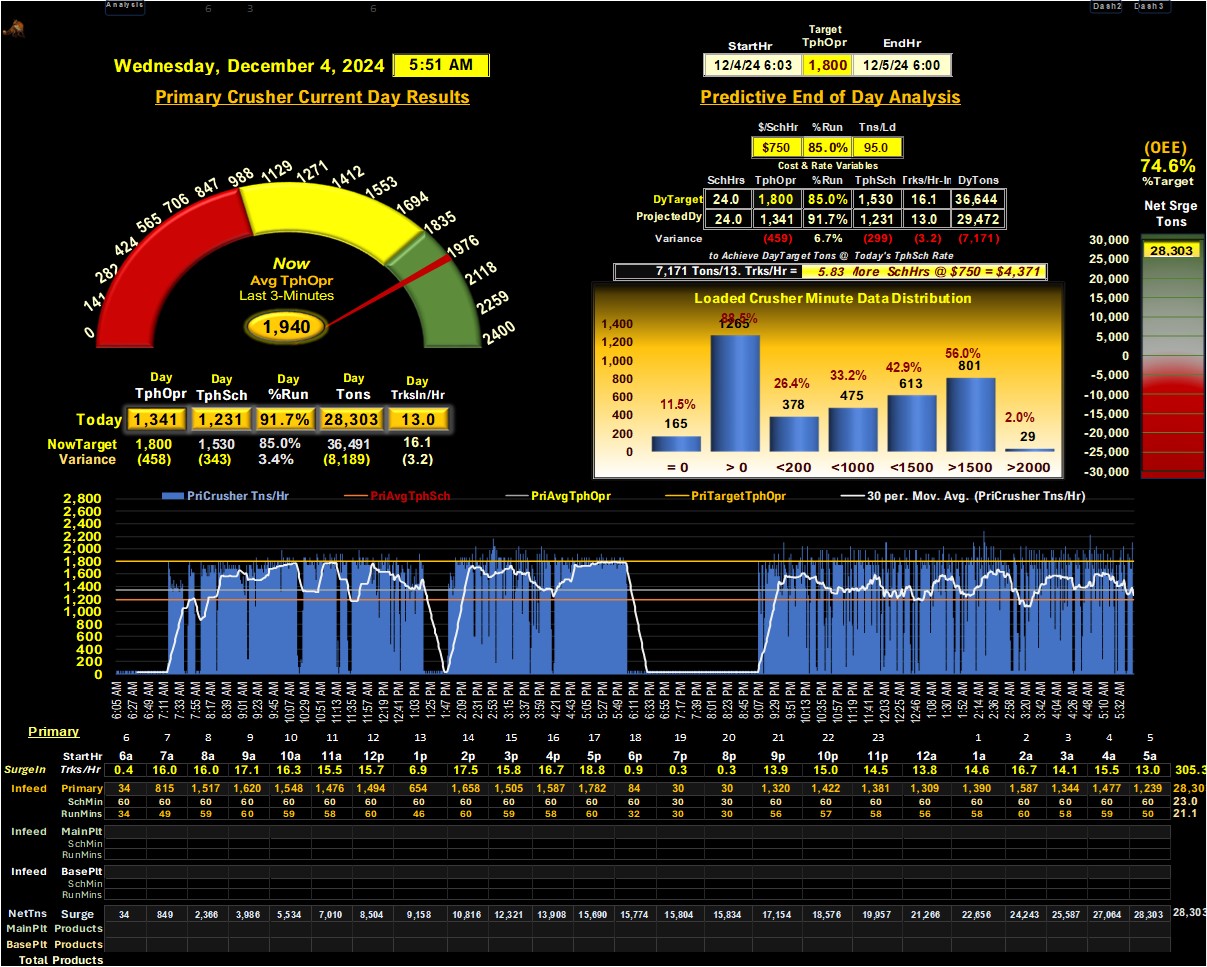 Analysis 6 3 6 Dash2 Dash3
Wednesday, December 4, 2024 5:51 AM
StartHr Target TphOpr EndHr
12/4/24 6:03 1,800 12/5/24 6:00
Primary Crusher Current Day Results
Predictive End of Day Analysis
$/SchHr %Run Tns/Ld
$750 85.0% 95.0
Cost & Rate Variables
SchHrs TphOpr %Run TphSch Trks/Hr-In DyTons
DyTarget 24.0 1,800 85.0% 1,530 16.1 36,644
ProjectedDy 24.0 1,341 91.7% 1,231 13.0 29,472
Variance (459) 6.7% (299) (3.2) (7,171)
to Achieve DayTarget Tons @ Today's TphSch Rate
7,171 Tons/13. Trks/Hr = 5.83 More SchHrs @ $750 = $4,371
(OEE)
74.6%
%Target
Net Srge
Tons
30,000
28,303
25,000
20,000
15,000
10,000
5,000
0
-5,000
-10,000
-15,000
-20,000
-25,000
-30,000
0 141 282 424 565 706 847 988 1129 1271 1412 1553 1694 1835 1976 2118 2259 2400
Now
Avg TphOpr
Last 3-Minutes
1,940
Day TphOpr Day TphSch Day %Run Day Tons Day TrksIn/Hr
Today 1,341 1,231 91.7% 28,303 13.0
NowTarget 1,800 1,530 85.0% 36,491 16.1
Variance (458) (343) 3.4% (8,189) (3.2)
Loaded Crusher Minute Data Distribution
1,400
1,200
1,000
800
600
400
200
0
11.5% 88.5% 26.4% 33.2% 42.9% 56.0% 2.0%
165 1265 378 475 613 801 29
= 0 > 0 <200 <1000 <1500 >1500 >2000
PriCrusher Tns/Hr PriAvgTphSch PriAvgTphOpr PriTargetTphOpr 30 per. Mov. Avg. (PriCrusher Tns/Hr)
2,800
2,600
2,400
2,200
2,000
1,800
1,600
1,400
1,200
1,000
800
600
400
200
0
6:05 AM 6:27 AM 6:49 AM 7:11 AM 7:33 AM 7:55 AM 8:17 AM 8:39 AM 9:01 AM 9:23 AM 9:45 AM 10:07 AM 10:29 AM 10:51 AM 11:13 AM 11:35 AM 11:57 AM 12:19 PM 12:41 PM 1:03 PM 1:25 PM 1:47 PM 2:09 PM 2:31 PM 2:53 PM 3:15 PM 3:37 PM 3:59 PM 4:21 PM 4:43 PM 5:05 PM 5:27 PM 5:49 PM 6:11 PM 6:33 PM 6:55 PM 7:17 PM 7:39 PM 8:01 PM 8:23 PM 8:45 PM 9:07 PM 9:29 PM 9:51 PM 10:13 PM 10:35 PM 10:57 PM 11:19 PM 11:41 PM 12:03 AM 12:25 AM 12:46 AM 1:08 AM 1:30 AM 1:52 AM 2:14 AM 2:36 AM 2:58 AM 3:20 AM 3:42 AM 4:04 AM 4:26 AM 4:48 AM 5:10 AM 5:32 AM
Primary 6 7 8 9 10 11 12 13 14 15 16 17 18 19 20 21 22 23 1 2 3 4 5
StartHr 6a 7a 8a 9a 10a 11a 12p 1p 2p 3p 4p 5p 6p 7p 8p 9p 10p 11p 12a 1a 2a 3a 4a 5a
SurgeIn Trks/Hr 0.4 16.0 16.0 17.1 16.3 15.5 15.7 6.9 17.5 15.8 16.7 18.8 0.9 0.3 0.3 13.9 15.0 14.5 13.8 14.6 16.7 14.1 15.5 13.0 305.3
Infeed Primary 34 815 1,517 1,620 1,548 1,476 1,494 654 1,658 1,505 1,587 1,782 84 30 30 1,320 1,422 1,381 1,309 1,390 1,587 1,344 1,477 1,239 28,30
SchMin 60 60 60 60 60 60 60 60 60 60 60 60 60 30 30 60 60 60 60 60 60 60 60 60 23.0
RunMins 34 49 59 60 59 58 60 46 60 59 58 60 32 30 30 56 57 58 56 58 60 58 59 50 21.1
Infeed MainPlt
SchMin
RunMins
Infeed BasePlt
SchMin
RunMins
NetTns Surge 34 849 2,366 3,986 5,534 7,010 8,504 9,158 10,816 12,321 13,908 15,690 15,774 15,804 15,834 17,154 18,576 19,957 21,266 22,656 24,243 25,587 27,064 28,303 28,303
MainPlt Products
BasePlt Products
Total Products